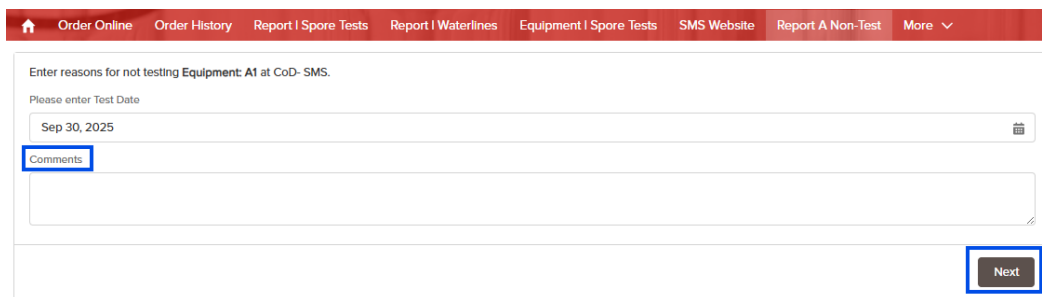 Order Online Order History Report | Spore Tests Report | Waterlines Equipment | Spore Tests SMS Website Report A Non-Test More
Enter reasons for not testing Equipment: A1 at CoD- SMS.
Please enter Test Date
Sep 30, 2025
Comments
Next